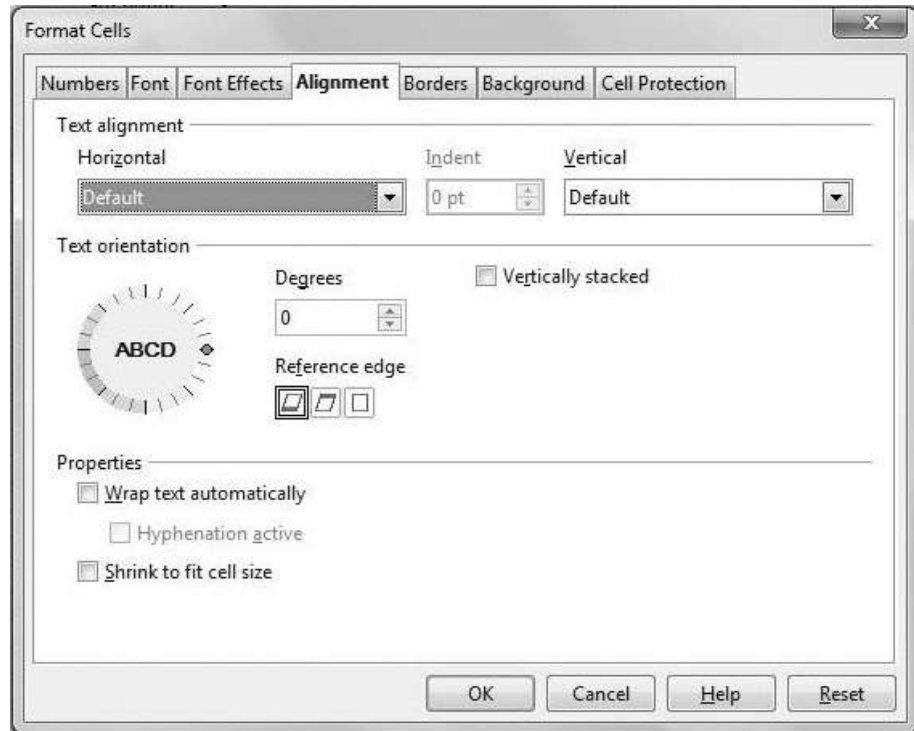 Format Cells
X
Numbers Font Font Effects Alignment Borders Background Cell Protection
Text alignment
Horizontal Indent Vertical
Default 0 pt Default
Text orientation
Degrees Vertically stacked
0
ABCD
Reference edge
Properties
Wrap text automatically
Hyphenation active
Shrink to fit cell size
OK Cancel Help Reset